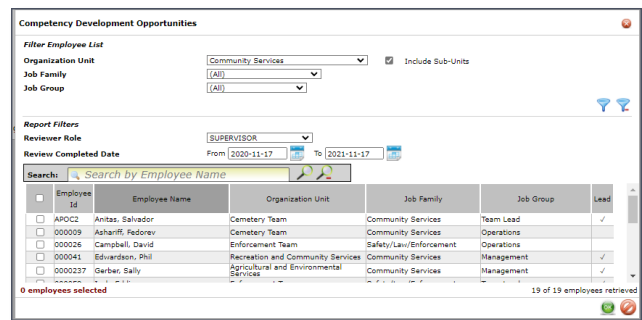 Competency Development Opportunities
Filter Employee List
Organization Unit Community Services Include Sub-Units
Job Family (All)
Job Group (All)
Report Filters
Reviewer Role SUPERVISOR
Review Completed Date From 2020-11-17 To 2021-11-17
Search: Search by Employee Name
Employee Id Employee Name Organization Unit Job Family Job Group Lead
APOC2 Anitas, Salvador Cemetery Team Community Services Team Lead √
000009 Ashariff, Fedorev Cemetery Team Community Services Operations
000026 Campbell, David Enforcement Team Safety/Law/Enforcement Operations
000041 Edwardson, Phil Recreation and Community Services Community Services Management √
0000237 Gerber, Sally Agricultural and Environmental Services Community Services Management √
0 employees selected 19 of 19 employees retrieved
OK